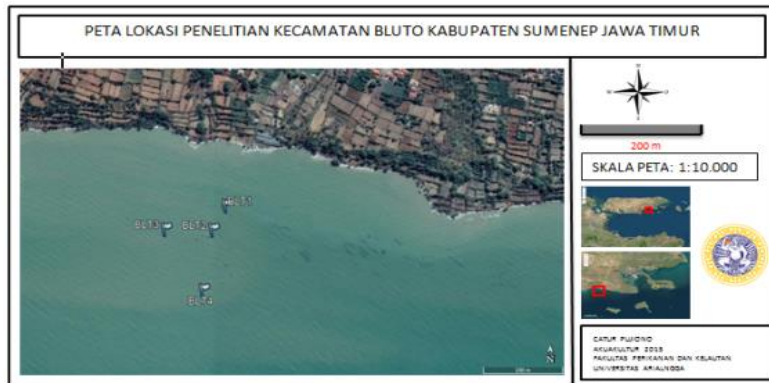 PETA LOKASI PENELITIAN KECAMATAN BLUTO KABUPATEN SUMENEP JAWA TIMUR
BLT1
BLT3
BLT2
BLT4
N
200 m
SKALA PETA: 1:10.000
CATUR PUJIONO
AKUAKULTUR 2015
FAKULTAS PERIKANAN DAN KELAUTAN
UNIVERSITAS ARIALNGGA